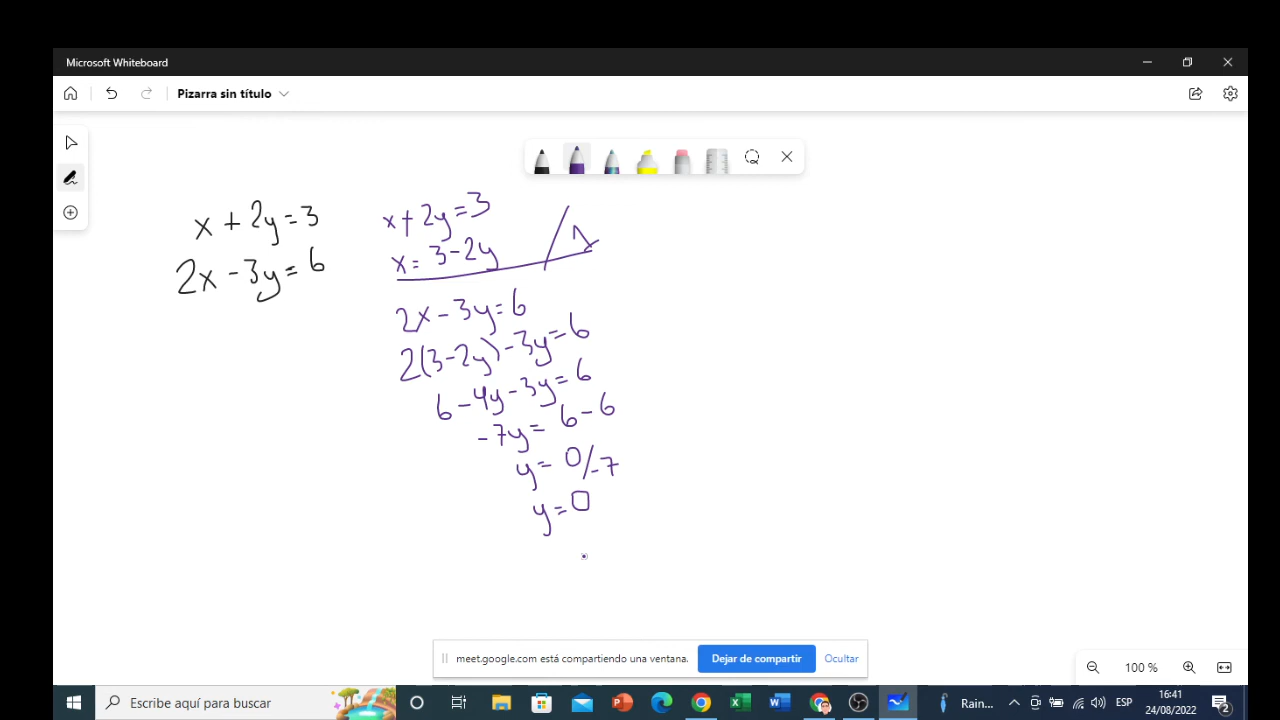 Microsoft Whiteboard
Pizarra sin título
x + 2y = 3
2x - 3y = 6
x + 2y = 3
x = 3 - 2y
1
2x - 3y = 6
2(3 - 2y) - 3y = 6
6 - 4y - 3y = 6
-7y = 6 - 6
y = 0/-7
y = 0
meet.google.com está compartiendo una ventana.
Dejar de compartir
Ocultar
100 %
Escribe aquí para buscar
Rain...
ESP
16:41
24/08/2022
2